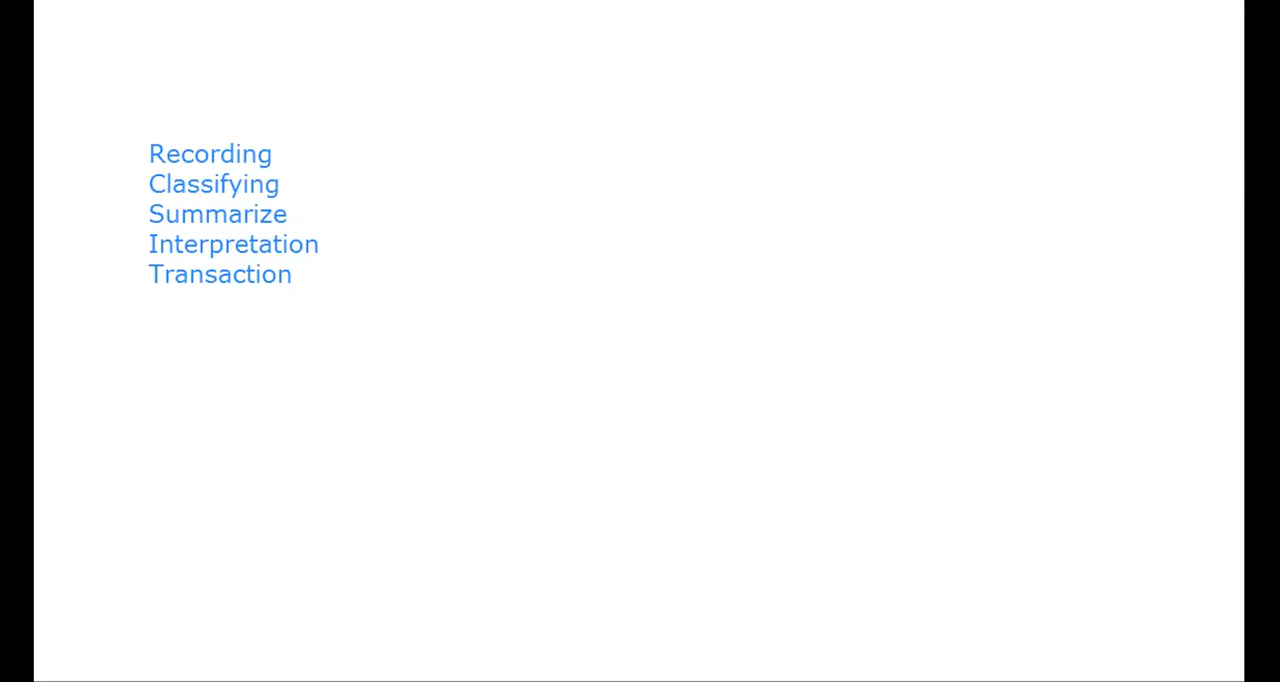 Recording
Classifying
Summarize
Interpretation
Transaction